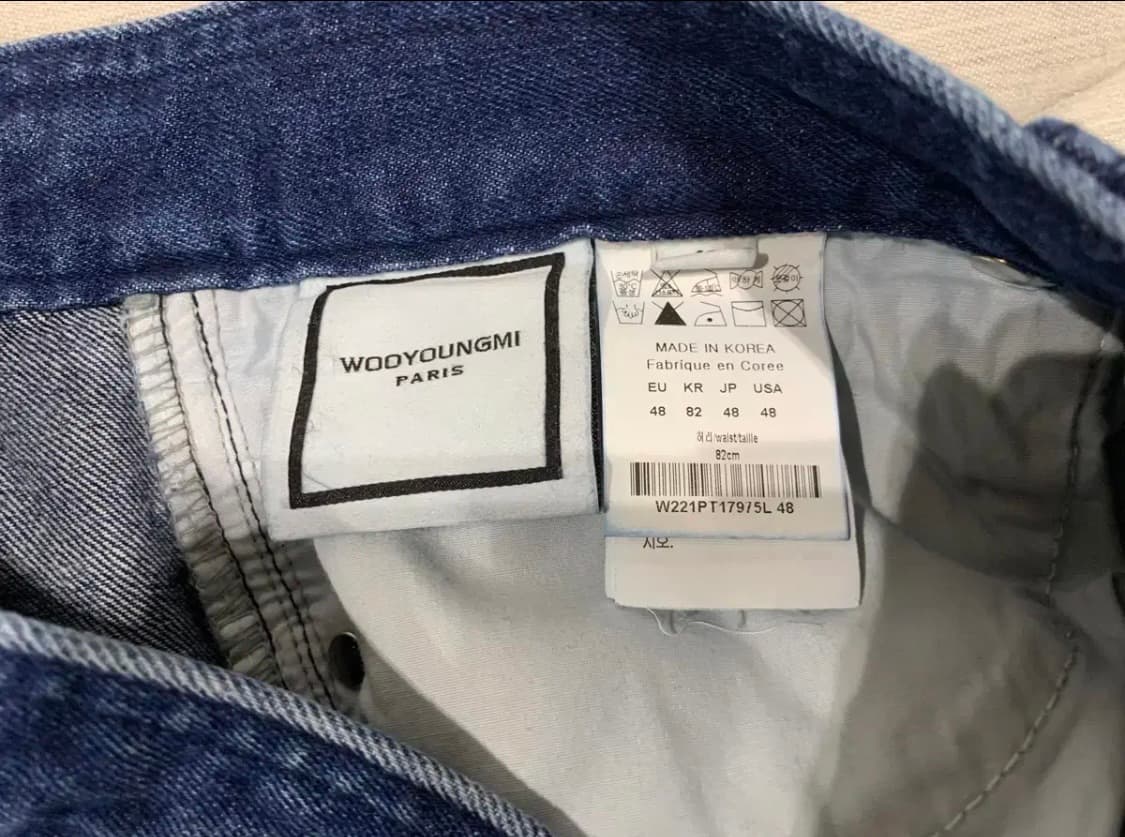 WOOYOUNGMI
PARIS
MADE IN KOREA
Fabrique en Coree
EU KR JP USA
48 82 48 48
허리/waist/taille
82cm
W221PT17975L 48
시오.